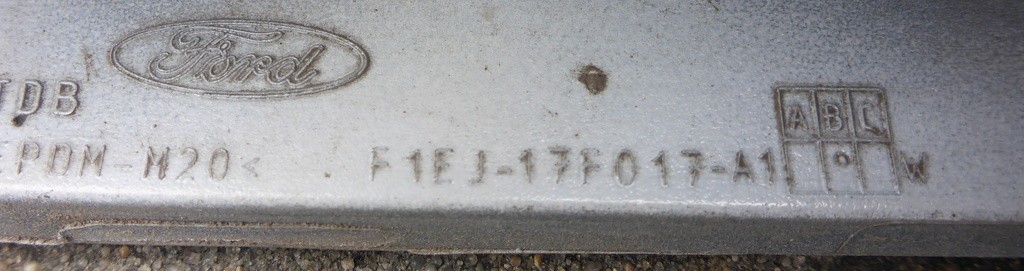 Ford
TDB
EPDM-M20<
F1EJ-17F017-A1
A B C
W